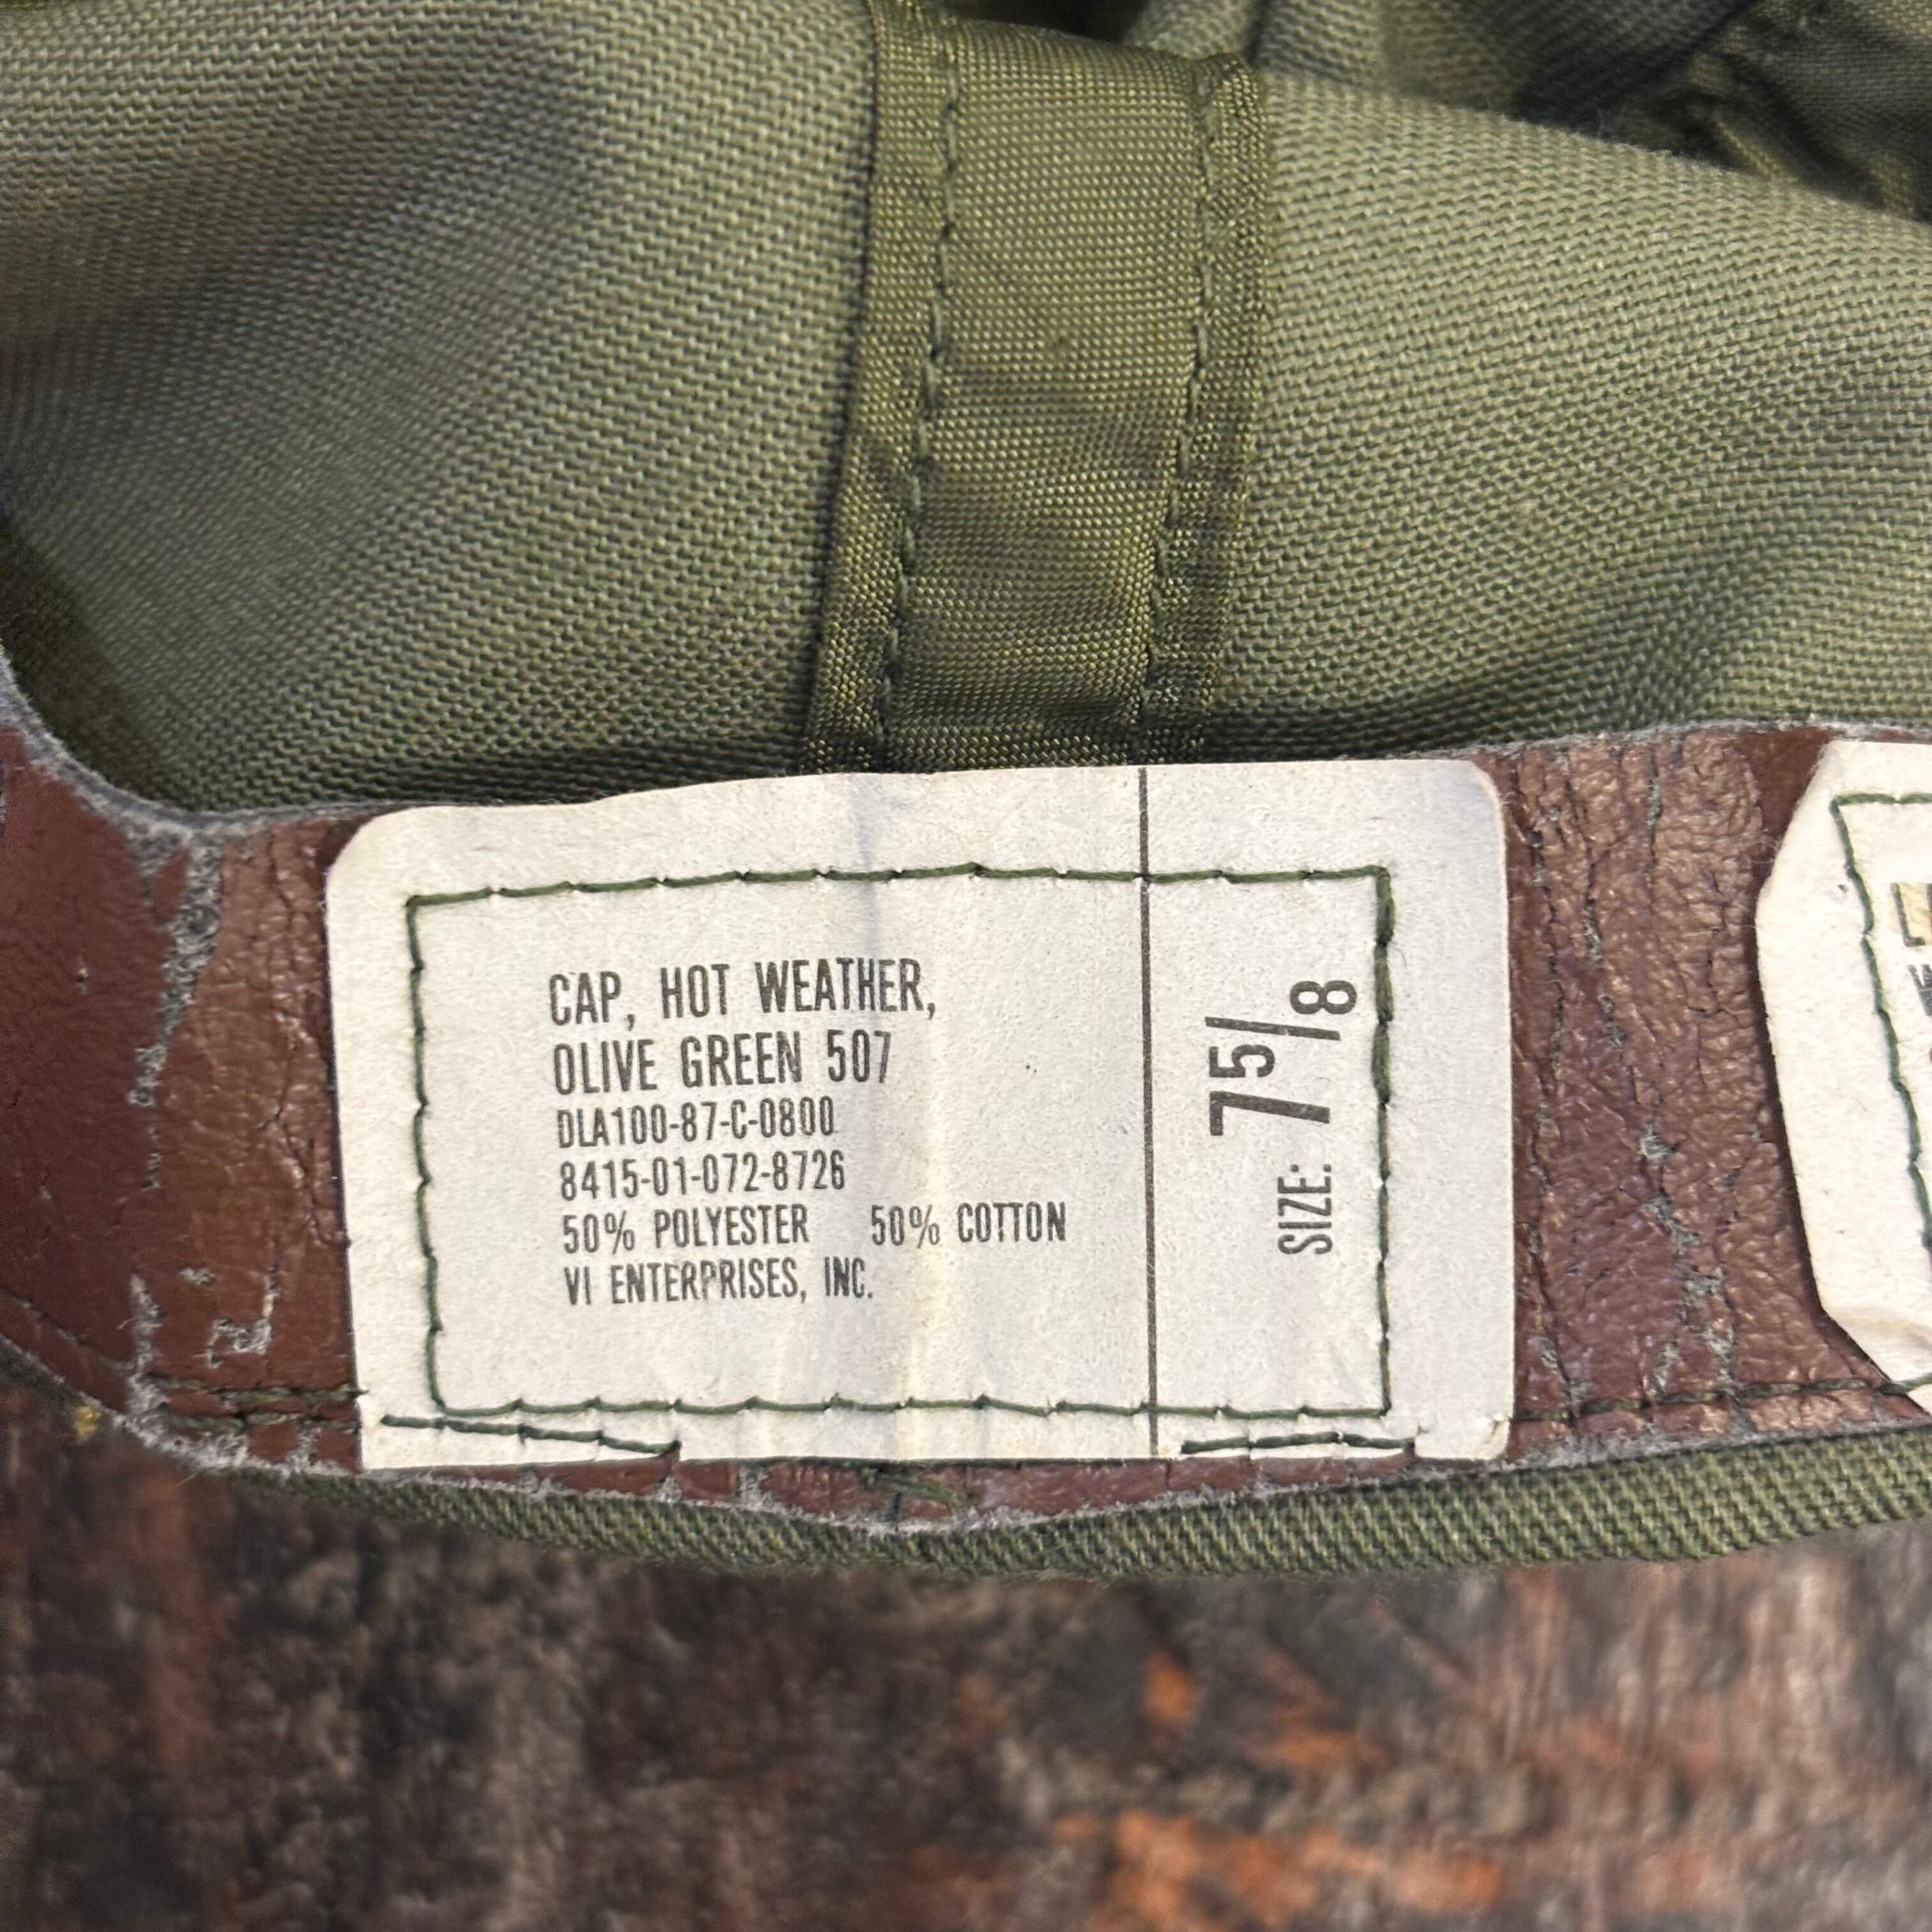 CAP, HOT WEATHER,
OLIVE GREEN 507
DLA100-87-C-0800
8415-01-072-8726
50% POLYESTER 50% COTTON
VI ENTERPRISES, INC.
SIZE: 7 5/8